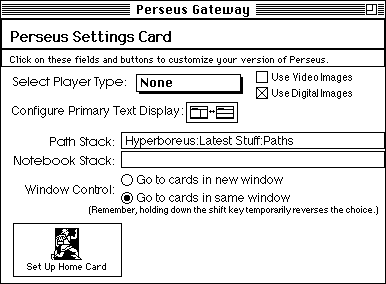 Perseus Gateway
Perseus Settings Card
Click on these fields and buttons to customize your version of Perseus.
Select Player Type: None
Use Video Images
Use Digital Images
Configure Primary Text Display:
Path Stack: Hyperboreus:Latest Stuff:Paths
Notebook Stack:
Window Control:
Go to cards in new window
Go to cards in same window
(Remember, holding down the shift key temporarily reverses the choice.)
Set Up Home Card